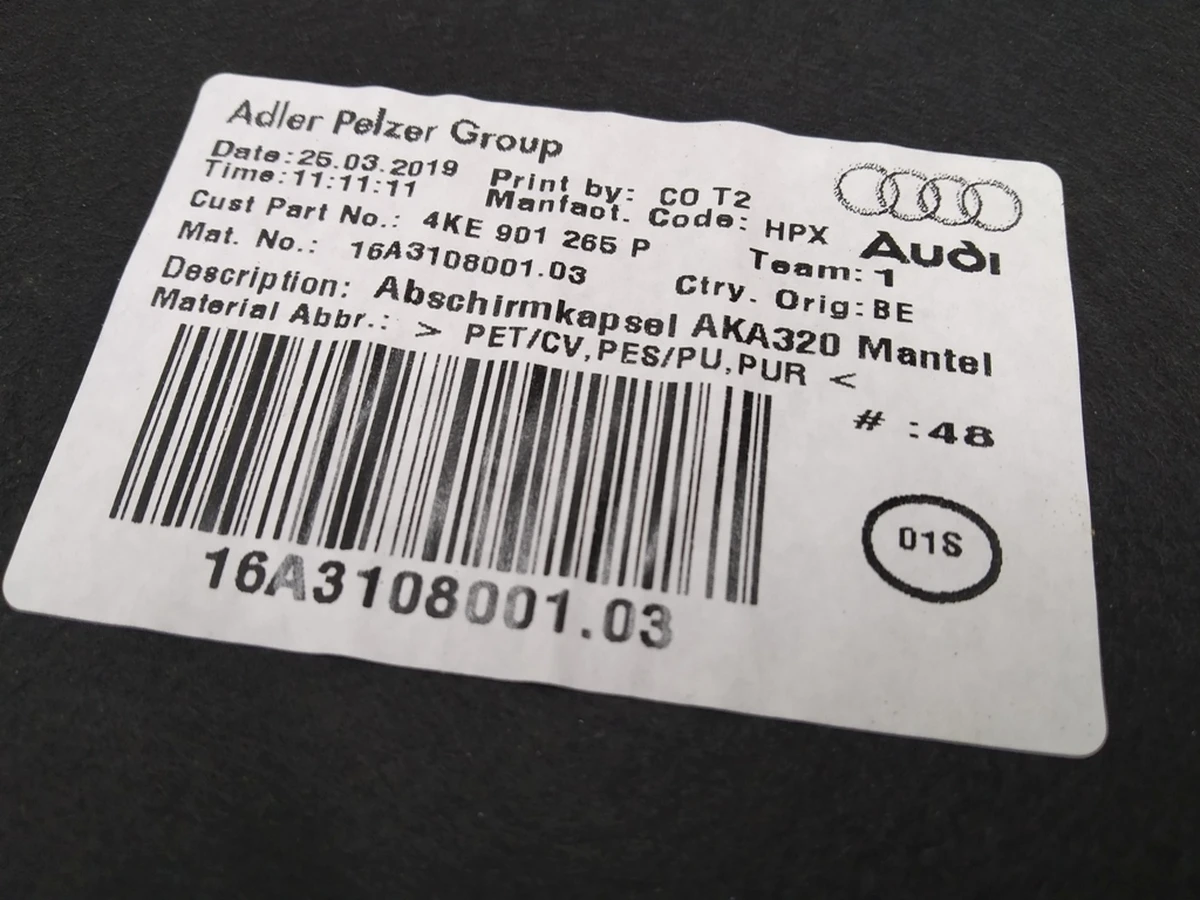 Adler Pelzer Group
Date:25.03.2019 Print by: CO T2
Time:11:11:11 Manfact. Code: HPX
Audi
Cust Part No.: 4KE 901 265 P Team:1
Mat. No.: 16A3108001.03 Ctry. Orig:BE
Description: Abschirmkapsel AKA320 Mantel
Material Abbr.: > PET/CV,PES/PU,PUR <
# :48
01S
16A3108001.03